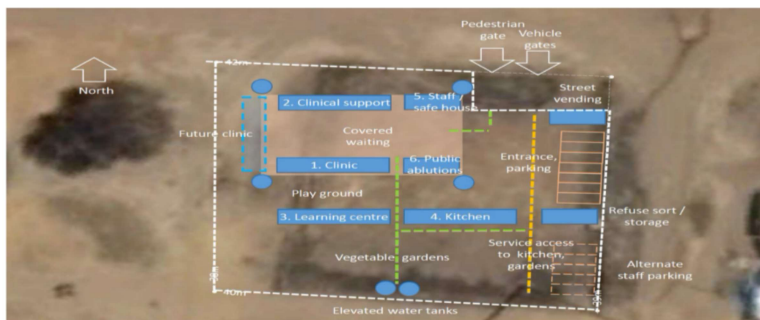 Pedestrian
gate
Vehicle
gates
42m
North
Street
vending
2. Clinical support
5. Staff /
safe house
Future clinic
Covered
waiting
Entrance,
parking
1. Clinic
6. Public
ablutions
Play ground
3. Learning centre
4. Kitchen
Refuse sort /
storage
Vegetable gardens
Service access
to kitchen,
gardens
Alternate
staff parking
40m
Elevated water tanks